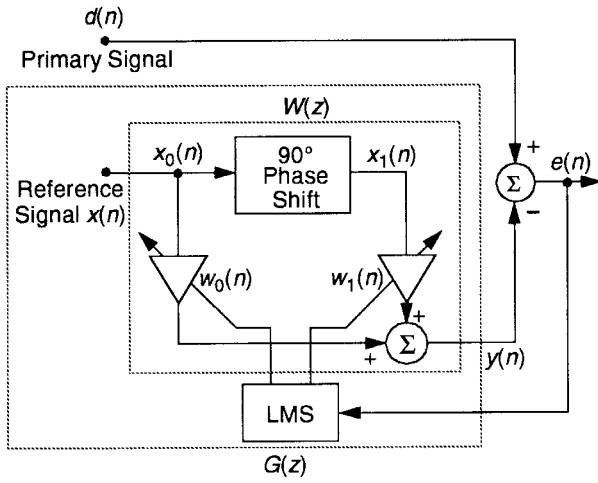 d(n)
Primary Signal
W(z)
x₀(n)
90°
Phase
Shift
x₁(n)
+
e(n)
Σ
−
Reference
Signal x(n)
w₀(n)
w₁(n)
+
+
Σ
y(n)
LMS
G(z)